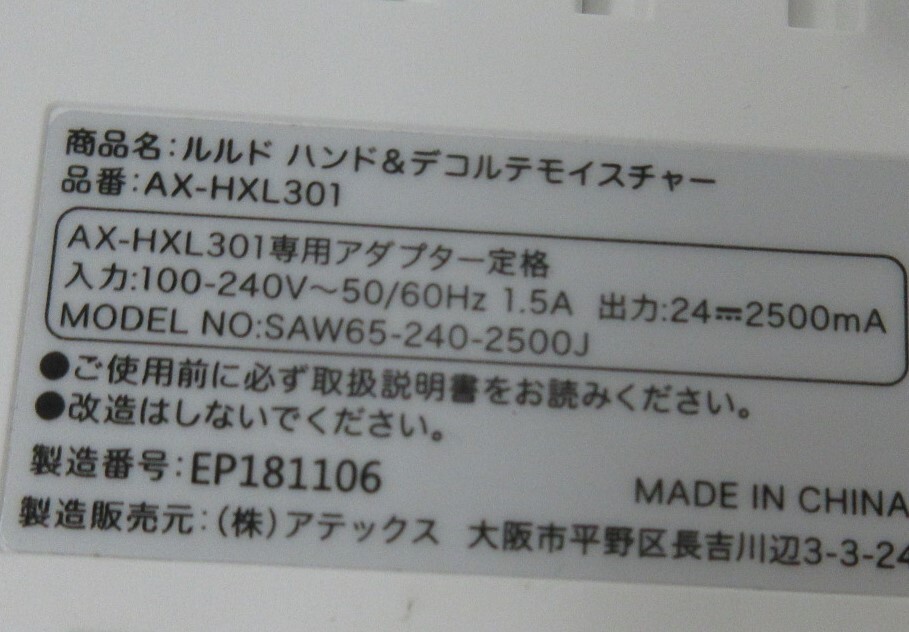 商品名:ルルド ハンド&デコルテモイスチャー
品番:AX-HXL301
AX-HXL301専用アダプター定格
入力:100-240V～50/60Hz 1.5A 出力:24⎓2500mA
MODEL NO:SAW65-240-2500J
●ご使用前に必ず取扱説明書をお読みください。
●改造はしないでください。
製造番号:EP181106
MADE IN CHINA
製造販売元:(株)アテックス 大阪市平野区長吉川辺3-3-24